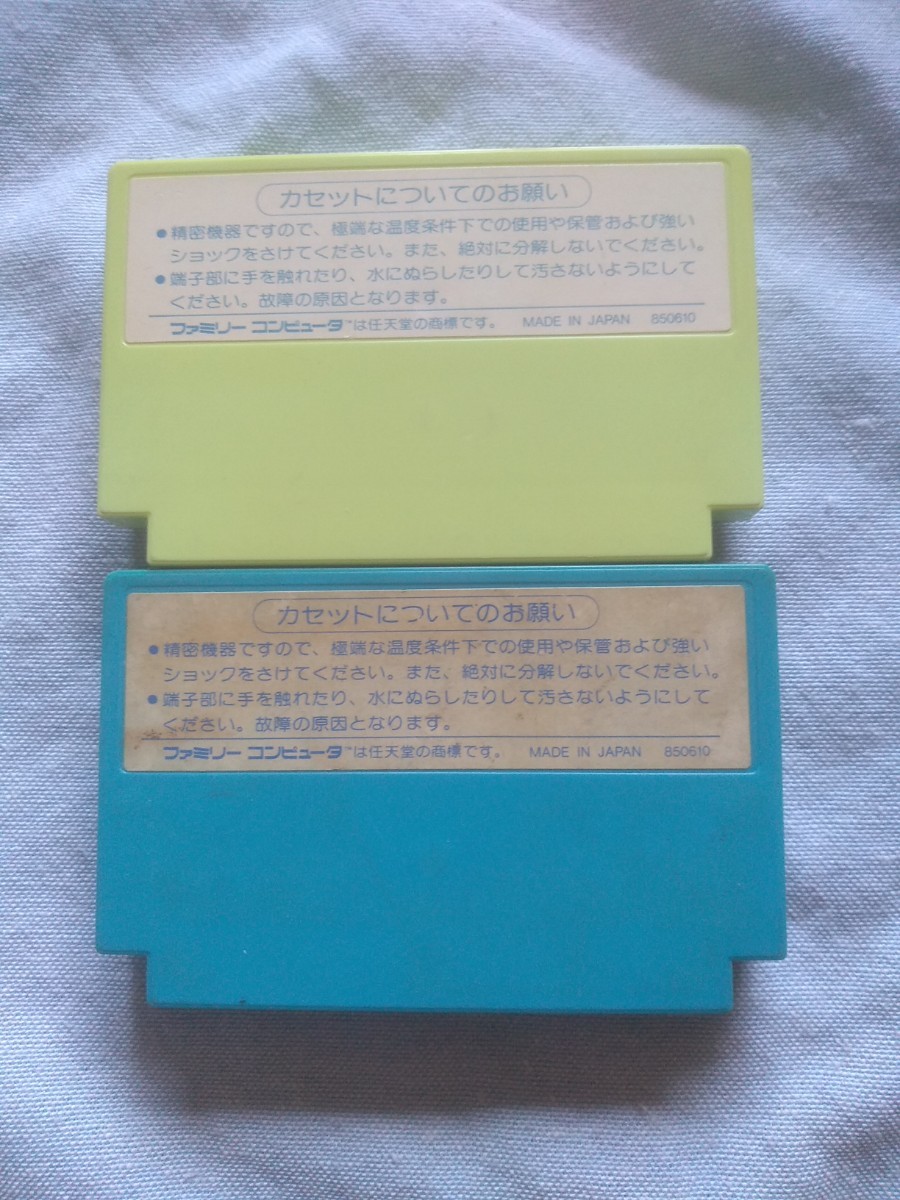 カセットについてのお願い
●精密機器ですので、極端な温度条件下での使用や保管および強い
ショックをさけてください。また、絶対に分解しないでください。
●端子部に手を触れたり、水にぬらしたりして汚さないようにして
ください。故障の原因となります。
ファミリー コンピュータ™は任天堂の商標です。 MADE IN JAPAN 850610
カセットについてのお願い
●精密機器ですので、極端な温度条件下での使用や保管および強い
ショックをさけてください。また、絶対に分解しないでください。
●端子部に手を触れたり、水にぬらしたりして汚さないようにして
ください。故障の原因となります。
ファミリー コンピュータ™は任天堂の商標です。 MADE IN JAPAN 850610